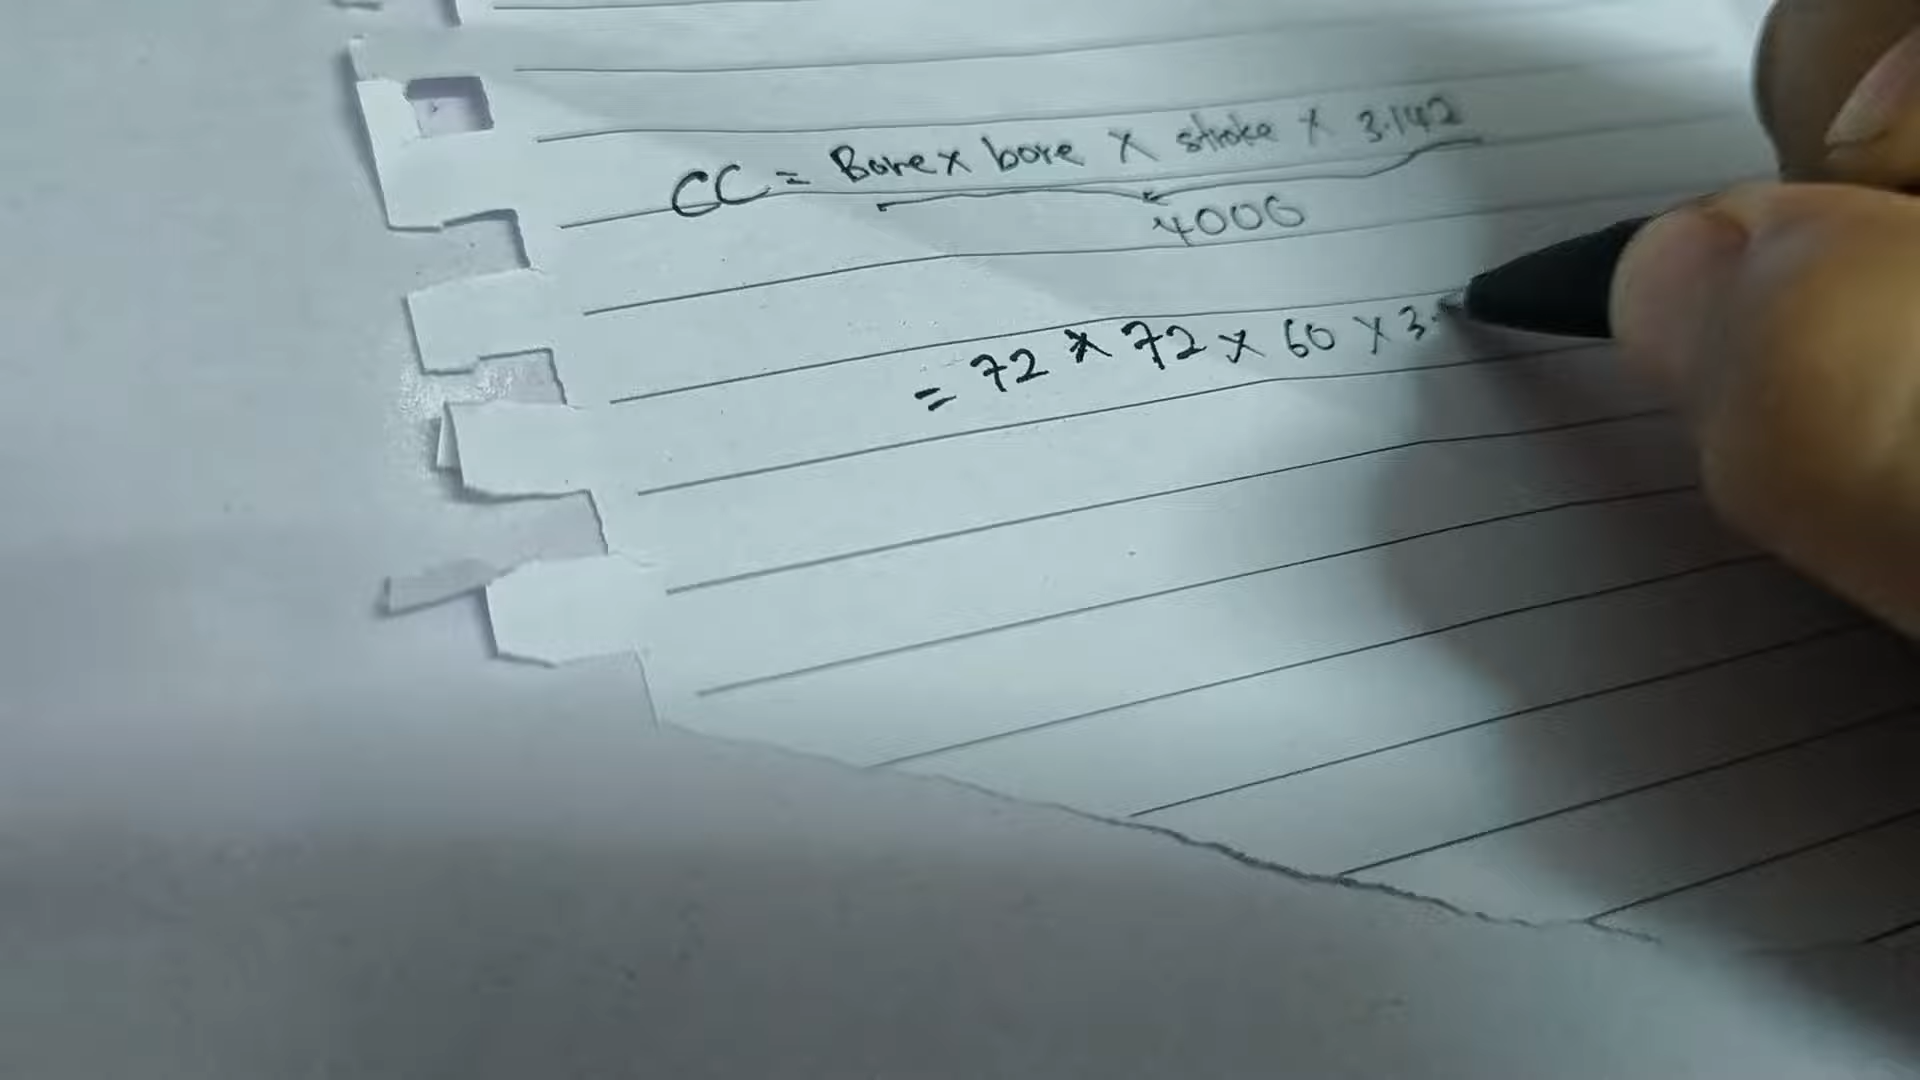 CC = Bore x bore x stroke x 3.142
4000
= 72 x 72 x 60 x 3.